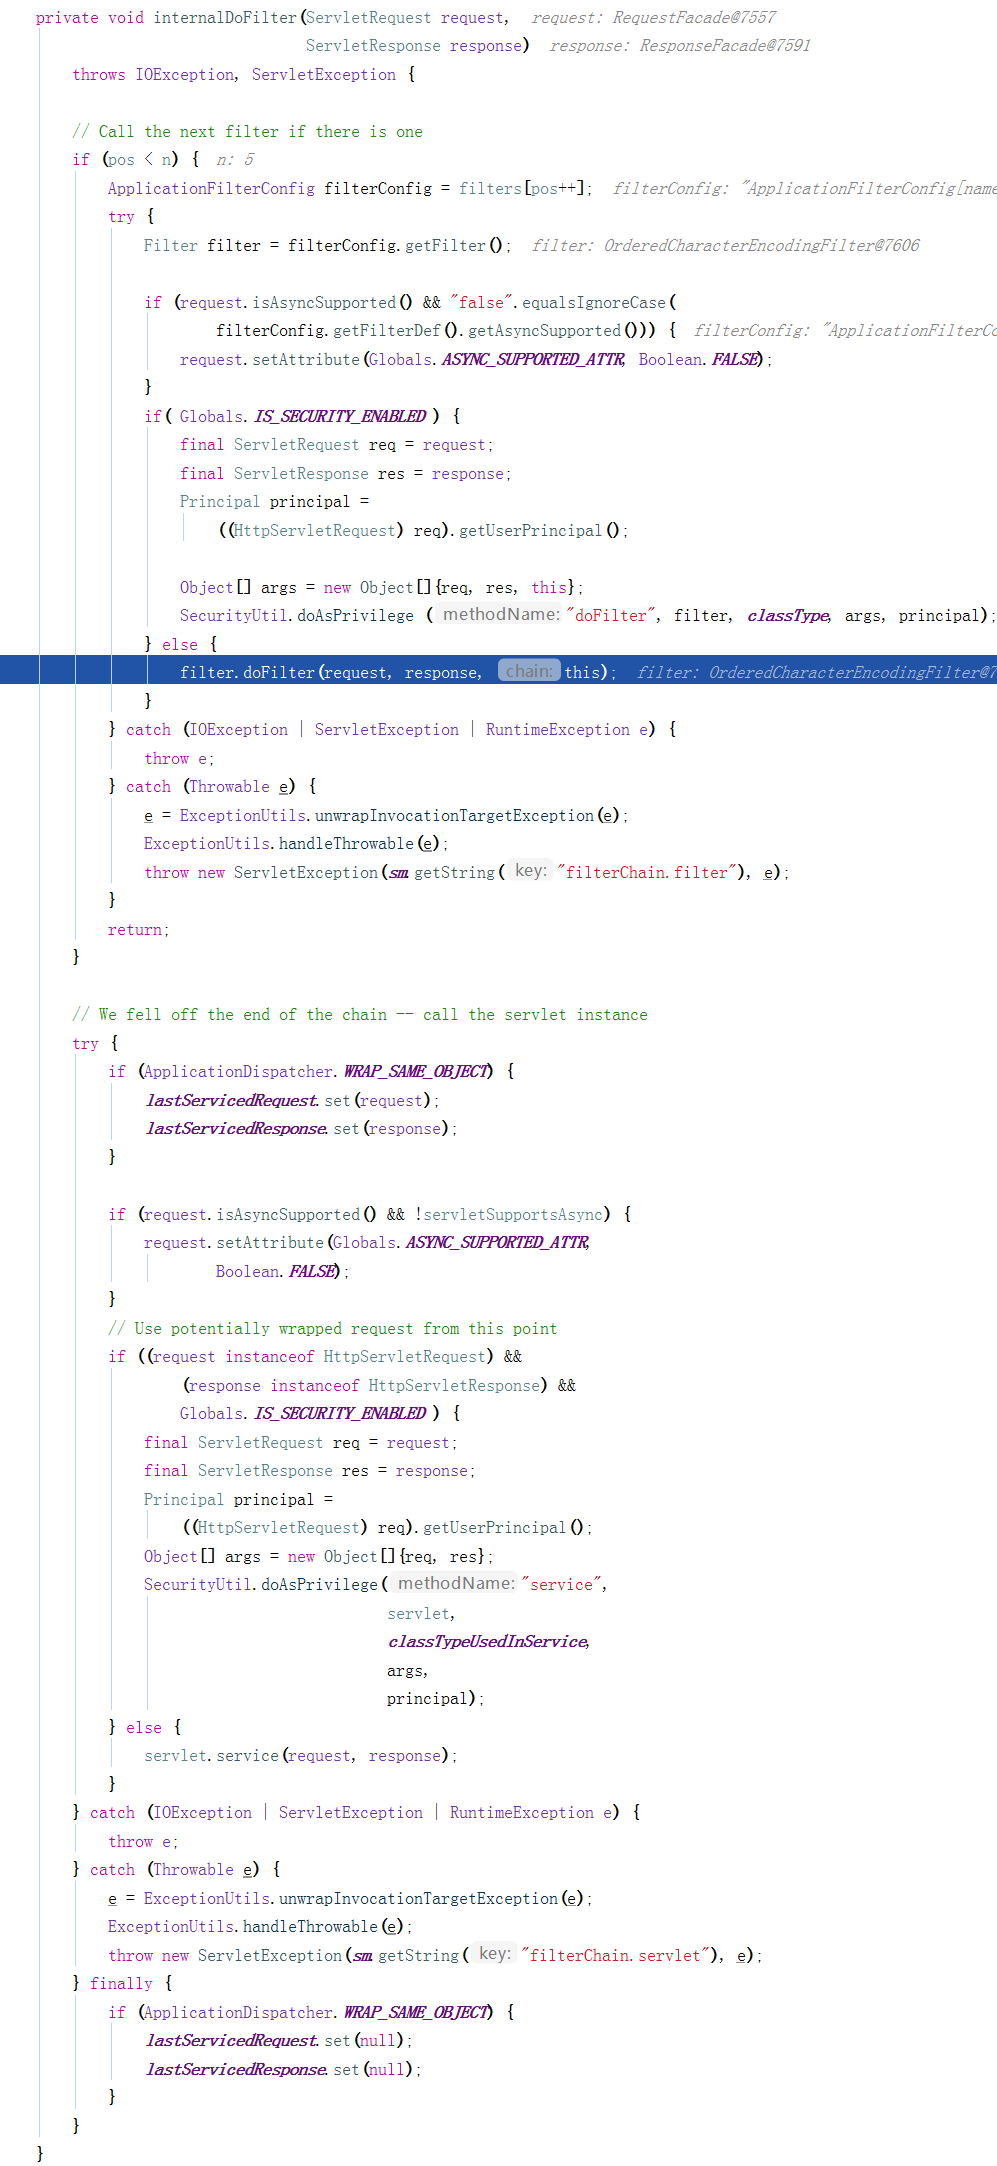 private void internalDoFilter(ServletRequest request,  request: RequestFacade@7557
                              ServletResponse response)  response: ResponseFacade@7591
    throws IOException, ServletException {
    // Call the next filter if there is one
    if (pos < n) {  n: 5
        ApplicationFilterConfig filterConfig = filters[pos++];  filterConfig: "ApplicationFilterConfig[name
        try {
            Filter filter = filterConfig.getFilter();  filter: OrderedCharacterEncodingFilter@7606
            if (request.isAsyncSupported() && "false".equalsIgnoreCase(
                    filterConfig.getFilterDef().getAsyncSupported())) {  filterConfig: "ApplicationFilterCo
                request.setAttribute(Globals.ASYNC_SUPPORTED_ATTR, Boolean.FALSE);
            }
            if( Globals.IS_SECURITY_ENABLED ) {
                final ServletRequest req = request;
                final ServletResponse res = response;
                Principal principal =
                    ((HttpServletRequest) req).getUserPrincipal();
                Object[] args = new Object[]{req, res, this};
                SecurityUtil.doAsPrivilege ( methodName: "doFilter", filter, classType, args, principal);
            } else {
                filter.doFilter(request, response, chain: this);  filter: OrderedCharacterEncodingFilter@7
            }
        } catch (IOException | ServletException | RuntimeException e) {
            throw e;
        } catch (Throwable e) {
            e = ExceptionUtils.unwrapInvocationTargetException(e);
            ExceptionUtils.handleThrowable(e);
            throw new ServletException(sm.getString( key: "filterChain.filter"), e);
        }
        return;
    }
    // We fell off the end of the chain -- call the servlet instance
    try {
        if (ApplicationDispatcher.WRAP_SAME_OBJECT) {
            lastServicedRequest.set(request);
            lastServicedResponse.set(response);
        }
        if (request.isAsyncSupported() && !servletSupportsAsync) {
            request.setAttribute(Globals.ASYNC_SUPPORTED_ATTR,
                    Boolean.FALSE);
        }
        // Use potentially wrapped request from this point
        if ((request instanceof HttpServletRequest) &&
                (response instanceof HttpServletResponse) &&
                Globals.IS_SECURITY_ENABLED ) {
            final ServletRequest req = request;
            final ServletResponse res = response;
            Principal principal =
                ((HttpServletRequest) req).getUserPrincipal();
            Object[] args = new Object[]{req, res};
            SecurityUtil.doAsPrivilege( methodName: "service",
                                       servlet,
                                       classTypeUsedInService,
                                       args,
                                       principal);
        } else {
            servlet.service(request, response);
        }
    } catch (IOException | ServletException | RuntimeException e) {
        throw e;
    } catch (Throwable e) {
        e = ExceptionUtils.unwrapInvocationTargetException(e);
        ExceptionUtils.handleThrowable(e);
        throw new ServletException(sm.getString( key: "filterChain.servlet"), e);
    } finally {
        if (ApplicationDispatcher.WRAP_SAME_OBJECT) {
            lastServicedRequest.set(null);
            lastServicedResponse.set(null);
        }
    }
}